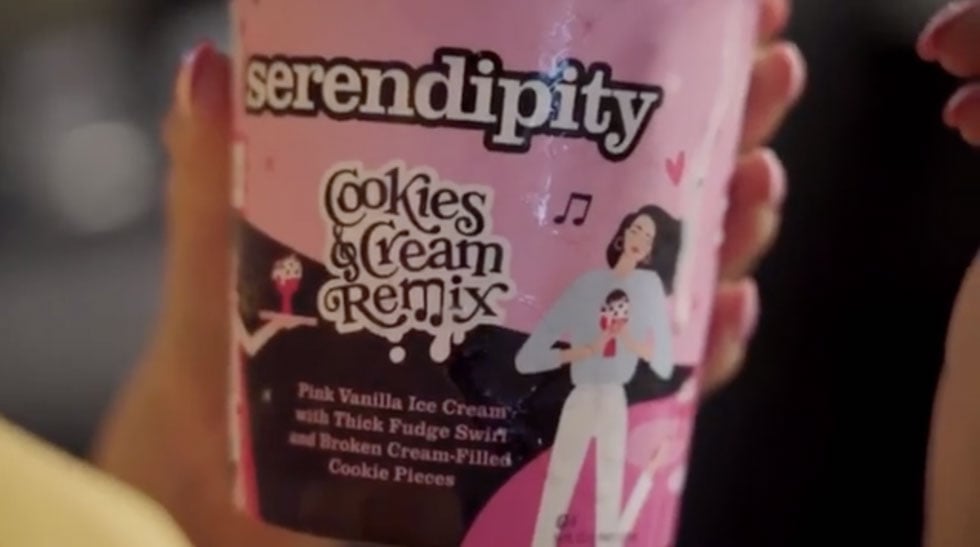 serendipity
Cookies
& Cream
Remix
Pink Vanilla Ice Cream
with Thick Fudge Swirl
and Broken Cream-Filled
Cookie Pieces